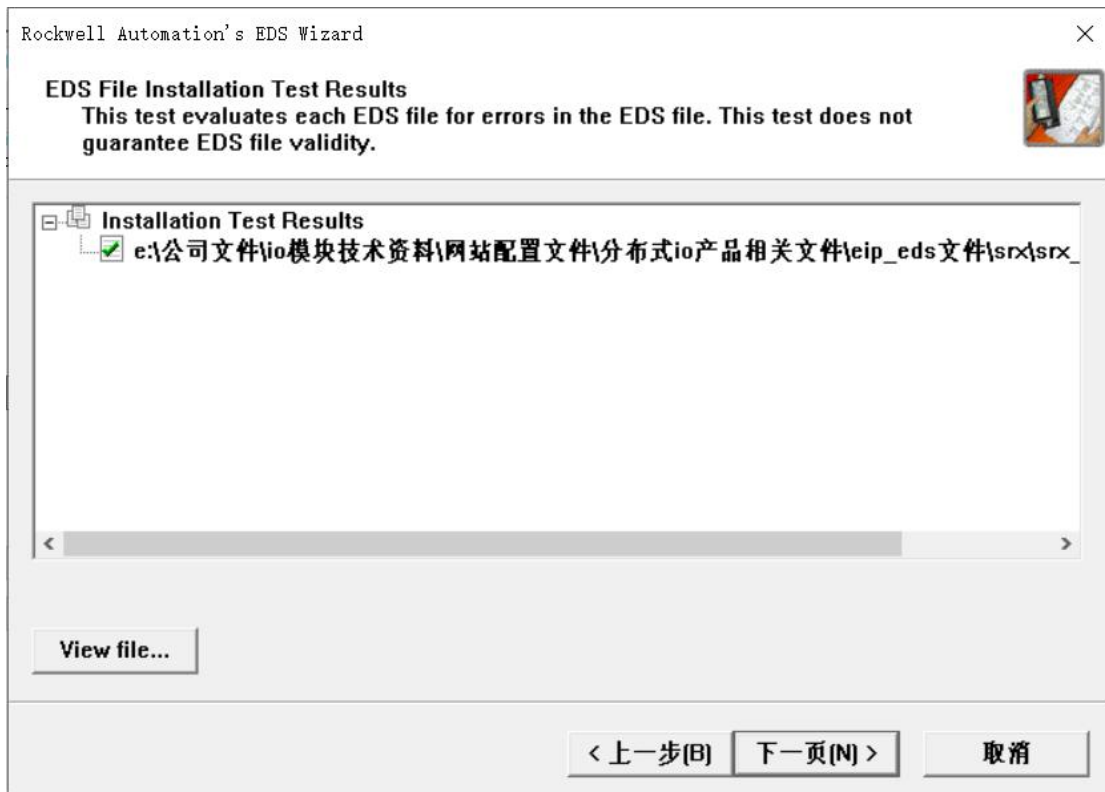 Rockwell Automation's EDS Wizard
EDS File Installation Test Results
This test evaluates each EDS file for errors in the EDS file. This test does not
guarantee EDS file validity.
Installation Test Results
e:\公司文件\io模块技术资料\网站配置文件\分布式io产品相关文件\eip_eds文件\srx\srx_
View file...
< 上一步(B)
下一页(N) >
取消